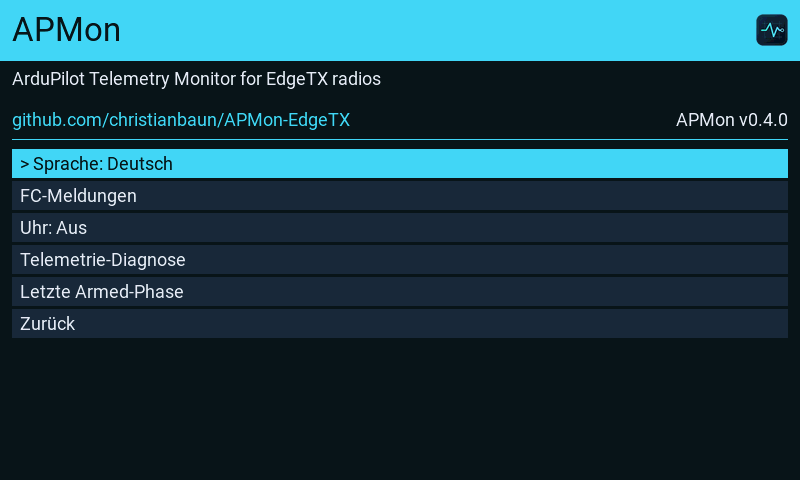 APMon
ArduPilot Telemetry Monitor for EdgeTX radios
github.com/christianbaun/APMon-EdgeTX APMon v0.4.0
> Sprache: Deutsch
FC-Meldungen
Uhr: Aus
Telemetrie-Diagnose
Letzte Armed-Phase
Zurück